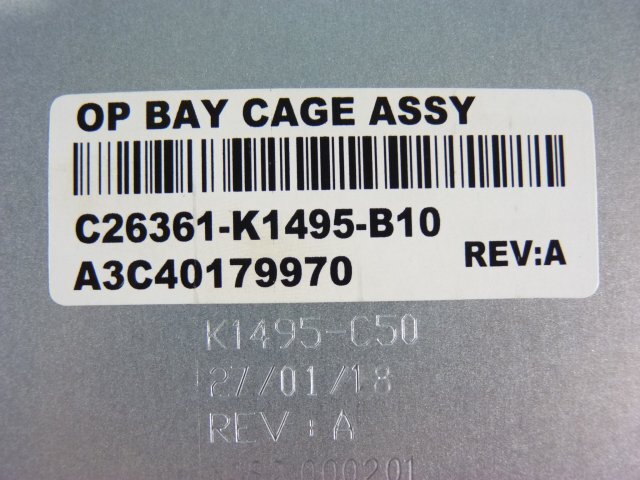 OP BAY CAGE ASSY
C26361-K1495-B10
A3C40179970
REV:A
K1495-C50
27/01/18
REV:A